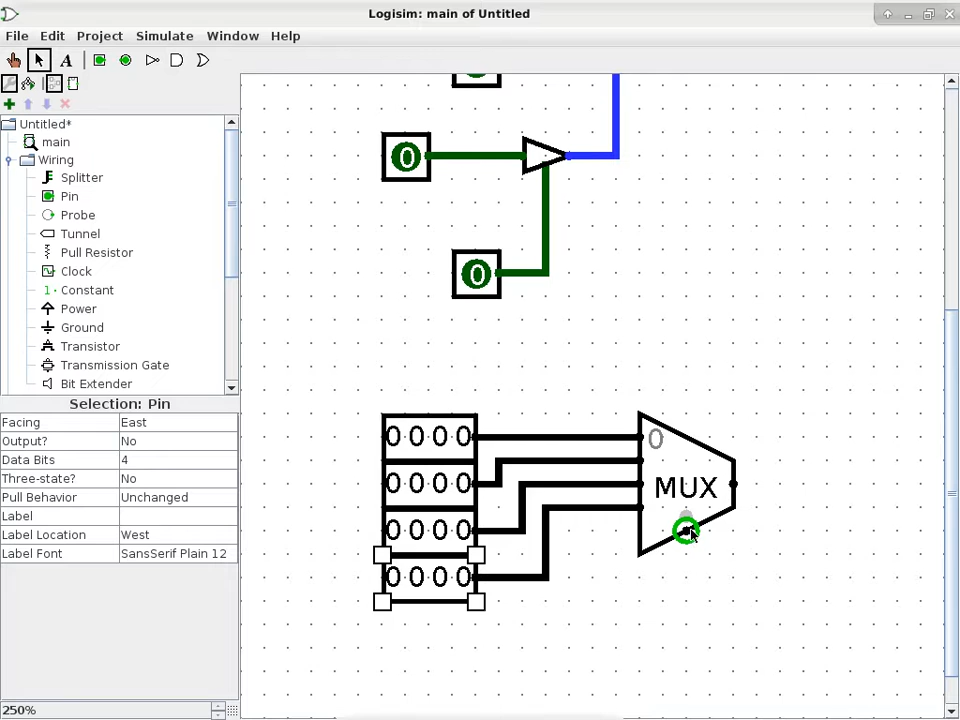 Logisim: main of Untitled
File Edit Project Simulate Window Help
A
Untitled*
main
Wiring
Splitter
Pin
Probe
Tunnel
Pull Resistor
Clock
1 Constant
Power
Ground
Transistor
Transmission Gate
Bit Extender
Selection: Pin
Facing East
Output? No
Data Bits 4
Three-state? No
Pull Behavior Unchanged
Label
Label Location West
Label Font SansSerif Plain 12
250%
0
0
0 0 0 0
0 0 0 0
0 0 0 0
0 0 0 0
0
MUX